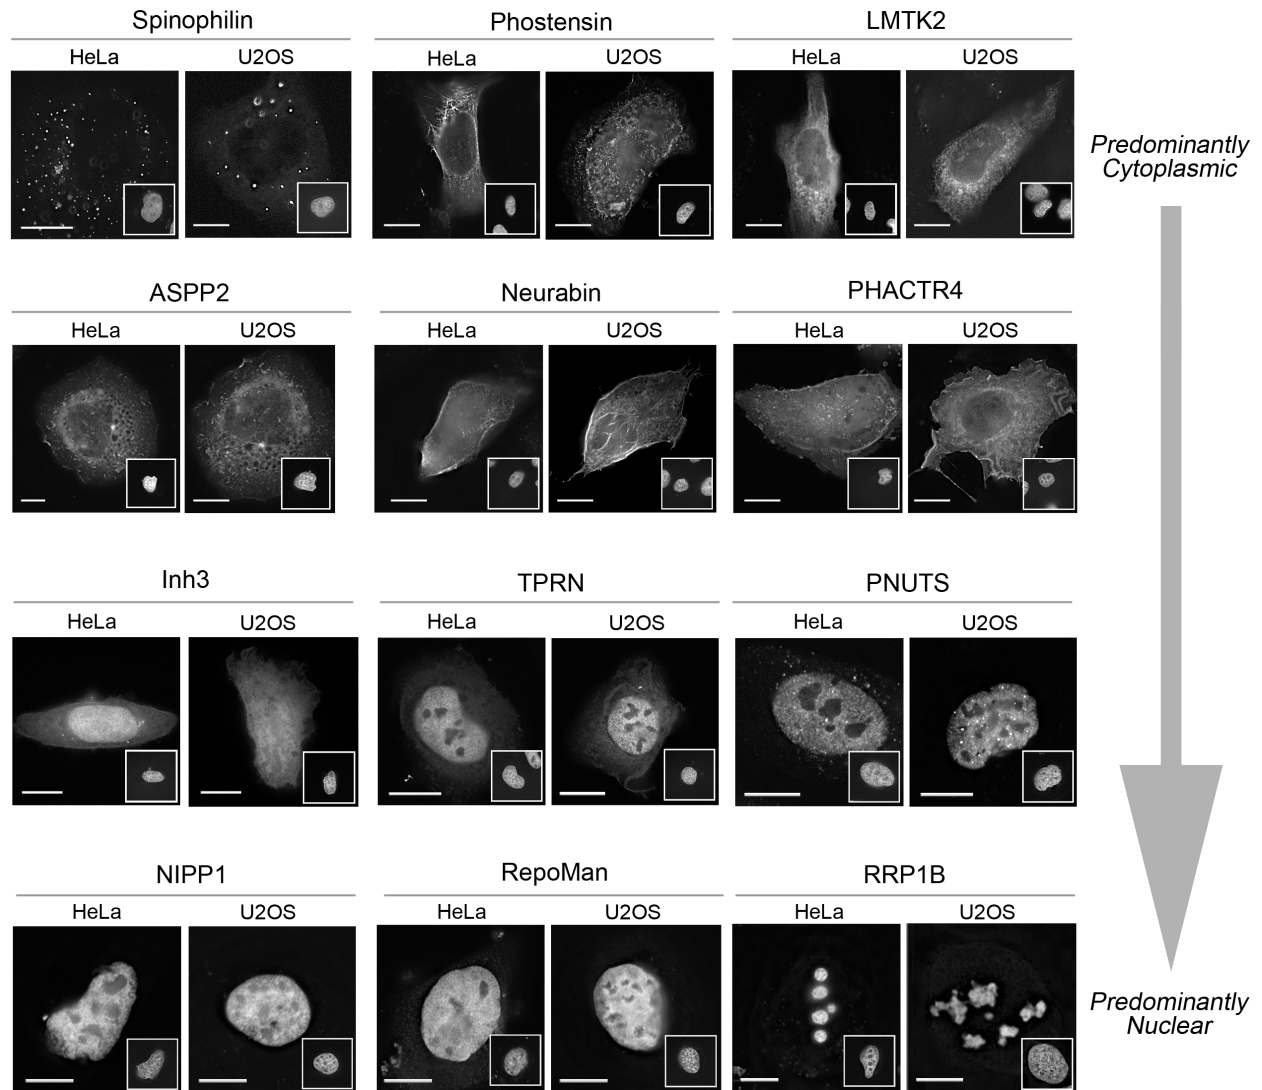 Spinophilin
Phostensin
LMTK2
HeLa
U2OS
HeLa
U2OS
HeLa
U2OS
Predominantly
Cytoplasmic
ASPP2
Neurabin
PHACTR4
HeLa
U2OS
HeLa
U2OS
HeLa
U2OS
Inh3
TPRN
PNUTS
HeLa
U2OS
HeLa
U2OS
HeLa
U2OS
NIPP1
RepoMan
RRP1B
HeLa
U2OS
HeLa
U2OS
HeLa
U2OS
Predominantly
Nuclear